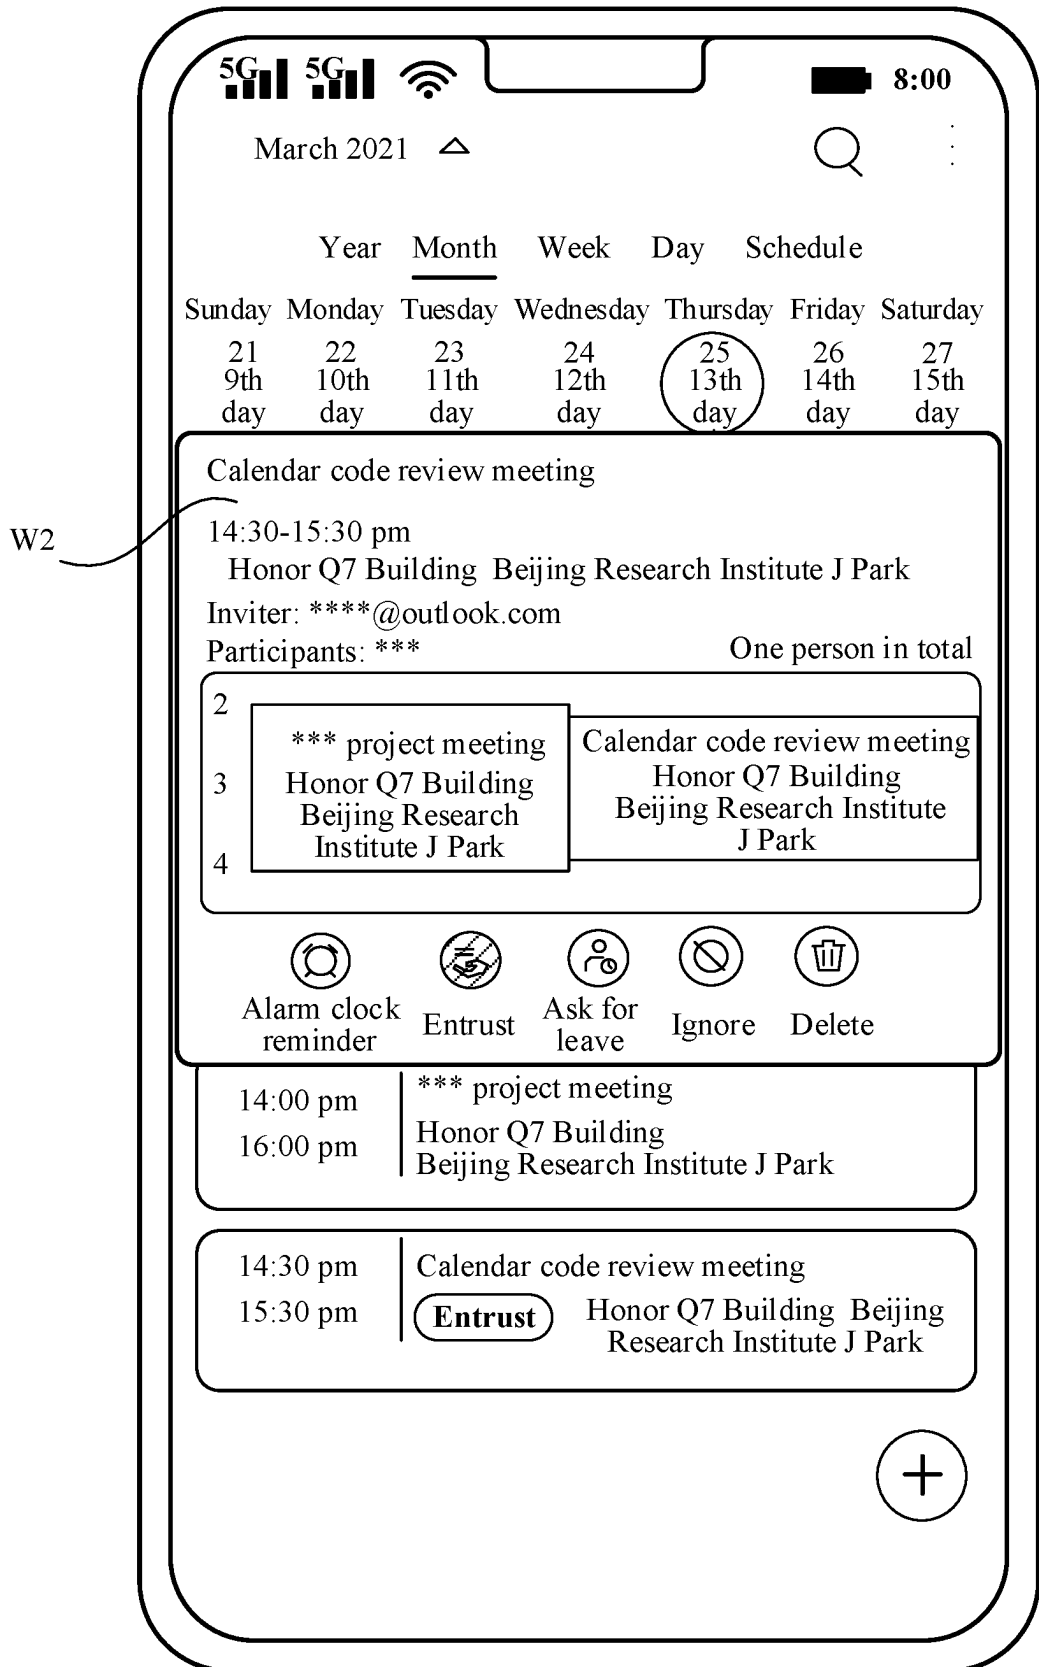 5G 5G 8:00
March 2021
Year Month Week Day Schedule
Sunday Monday Tuesday Wednesday Thursday Friday Saturday
21 22 23 24 25 26 27
9th 10th 11th 12th 13th 14th 15th
day day day day day day day
Calendar code review meeting
W2
14:30-15:30 pm
Honor Q7 Building Beijing Research Institute J Park
Inviter: ****@outlook.com
Participants: *** One person in total
2
3
4
*** project meeting
Honor Q7 Building
Beijing Research
Institute J Park
Calendar code review meeting
Honor Q7 Building
Beijing Research Institute
J Park
Alarm clock
reminder
Entrust
Ask for
leave
Ignore
Delete
14:00 pm
16:00 pm
*** project meeting
Honor Q7 Building
Beijing Research Institute J Park
14:30 pm
15:30 pm
Calendar code review meeting
Entrust
Honor Q7 Building Beijing
Research Institute J Park